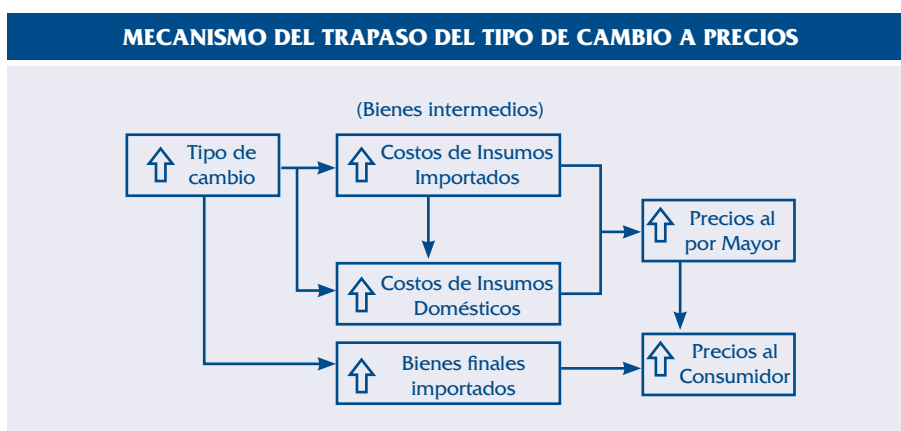 MECANISMO DEL TRAPASO DEL TIPO DE CAMBIO A PRECIOS
(Bienes intermedios)
Tipo de
cambio
Costos de Insumos
Importados
Precios al
por Mayor
Costos de Insumos
Domésticos
Bienes finales
importados
Precios al
Consumidor